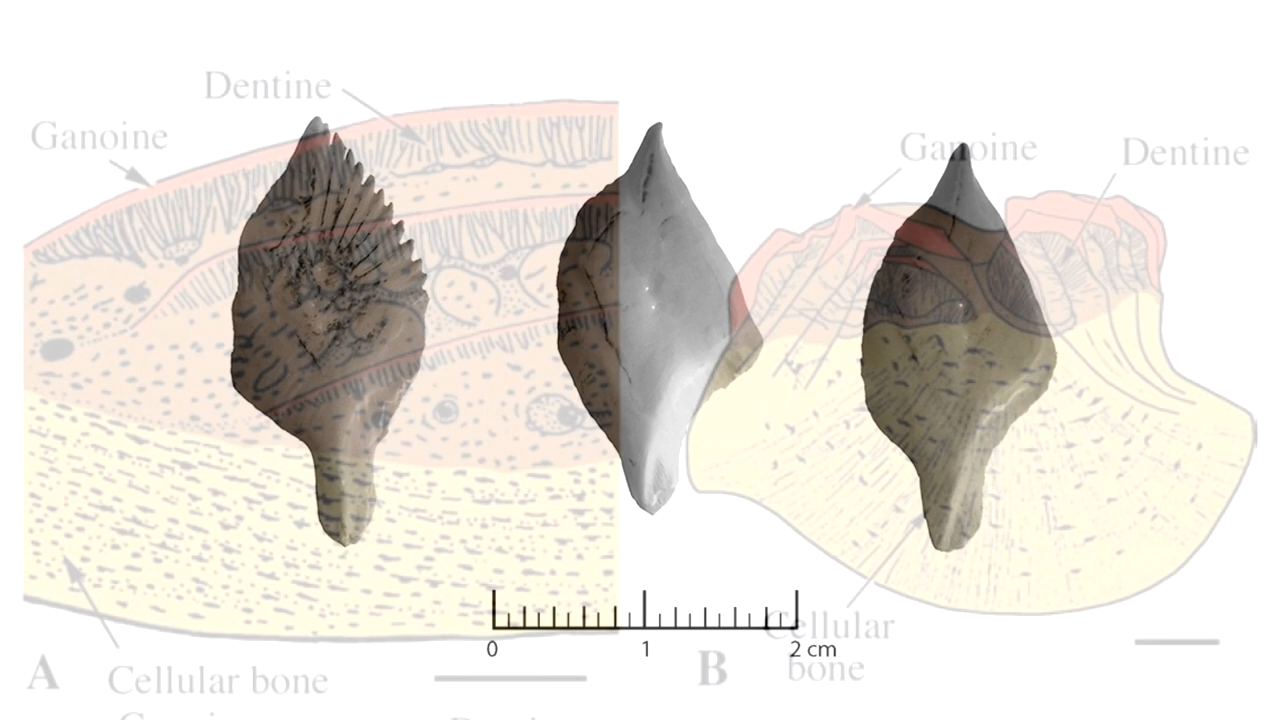 Dentine
Ganoine
Ganoine
Dentine
0 1 2 cm
Cellular
bone
A
B
Cellular bone